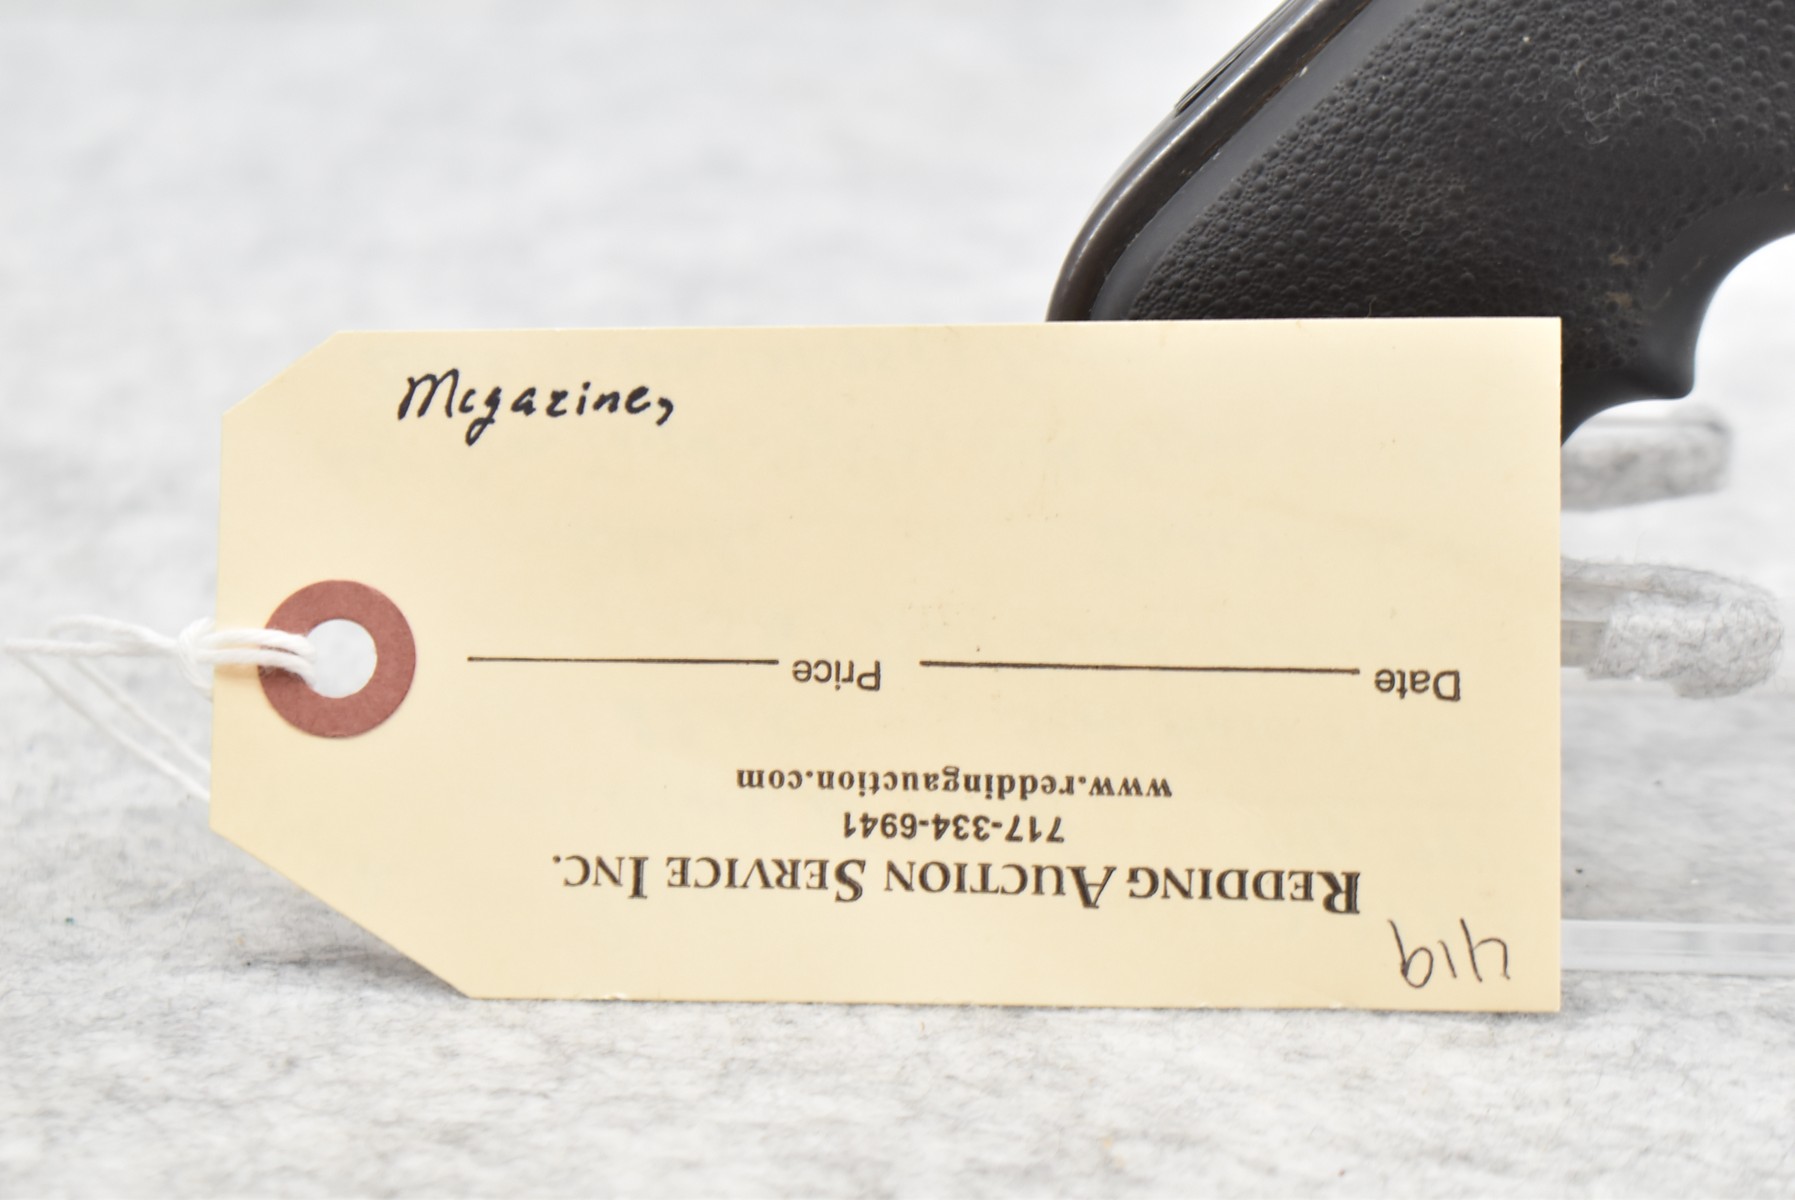 Mcgazine,
419
REDDING AUCTION SERVICE INC.
717-334-6941
www.reddingauction.com
Date Price